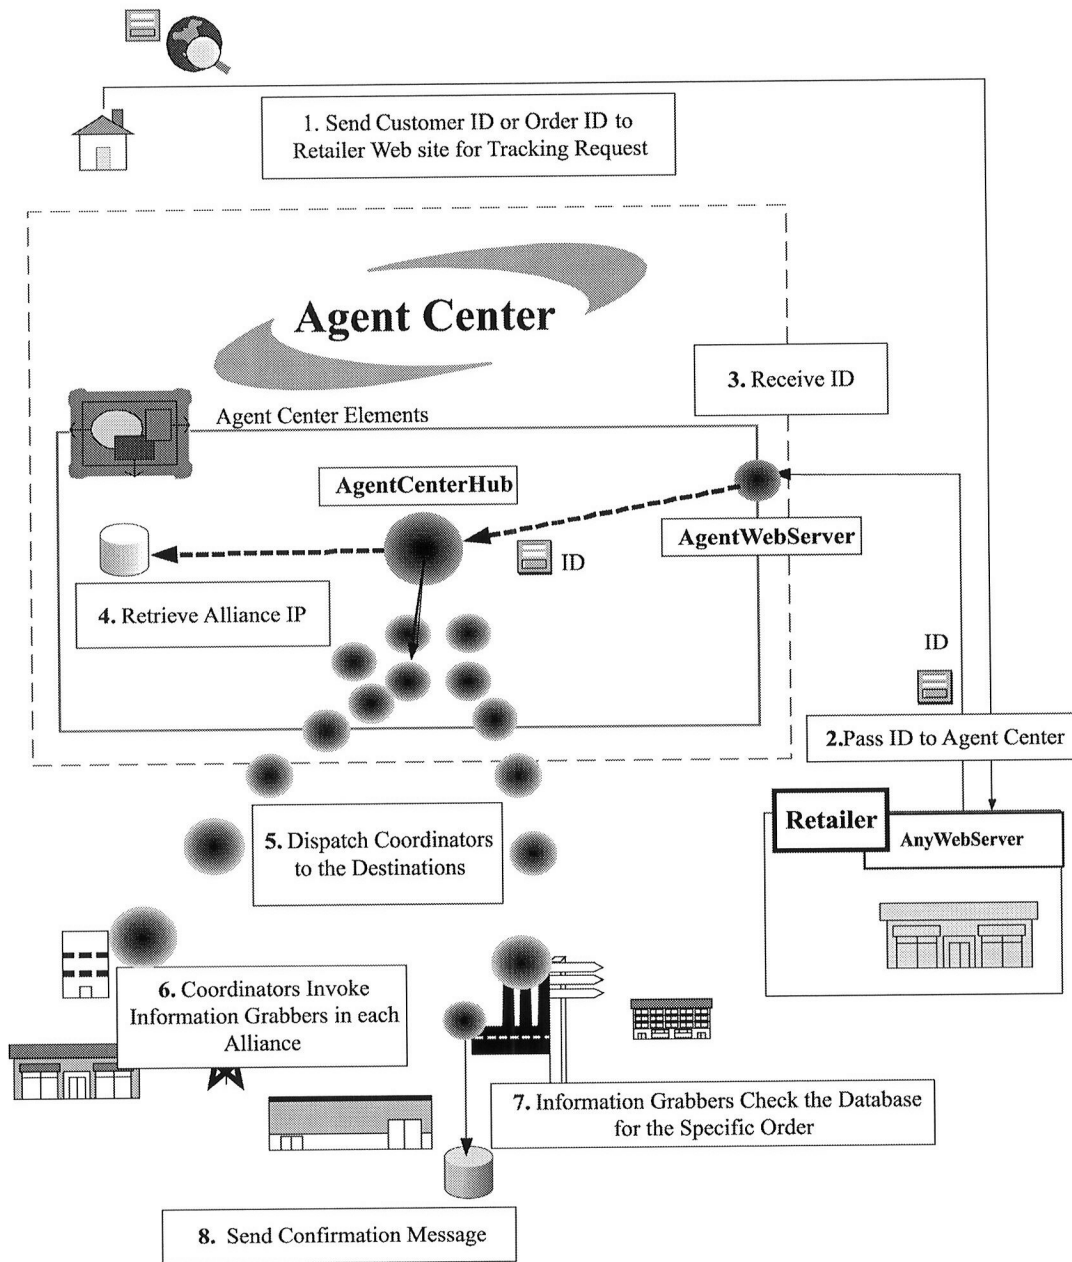 1. Send Customer ID or Order ID to
Retailer Web site for Tracking Request
Agent Center
3. Receive ID
Agent Center Elements
AgentCenterHub
AgentWebServer
ID
4. Retrieve Alliance IP
ID
2.Pass ID to Agent Center
Retailer
AnyWebServer
5. Dispatch Coordinators
to the Destinations
6. Coordinators Invoke
Information Grabbers in each
Alliance
7. Information Grabbers Check the Database
for the Specific Order
8. Send Confirmation Message